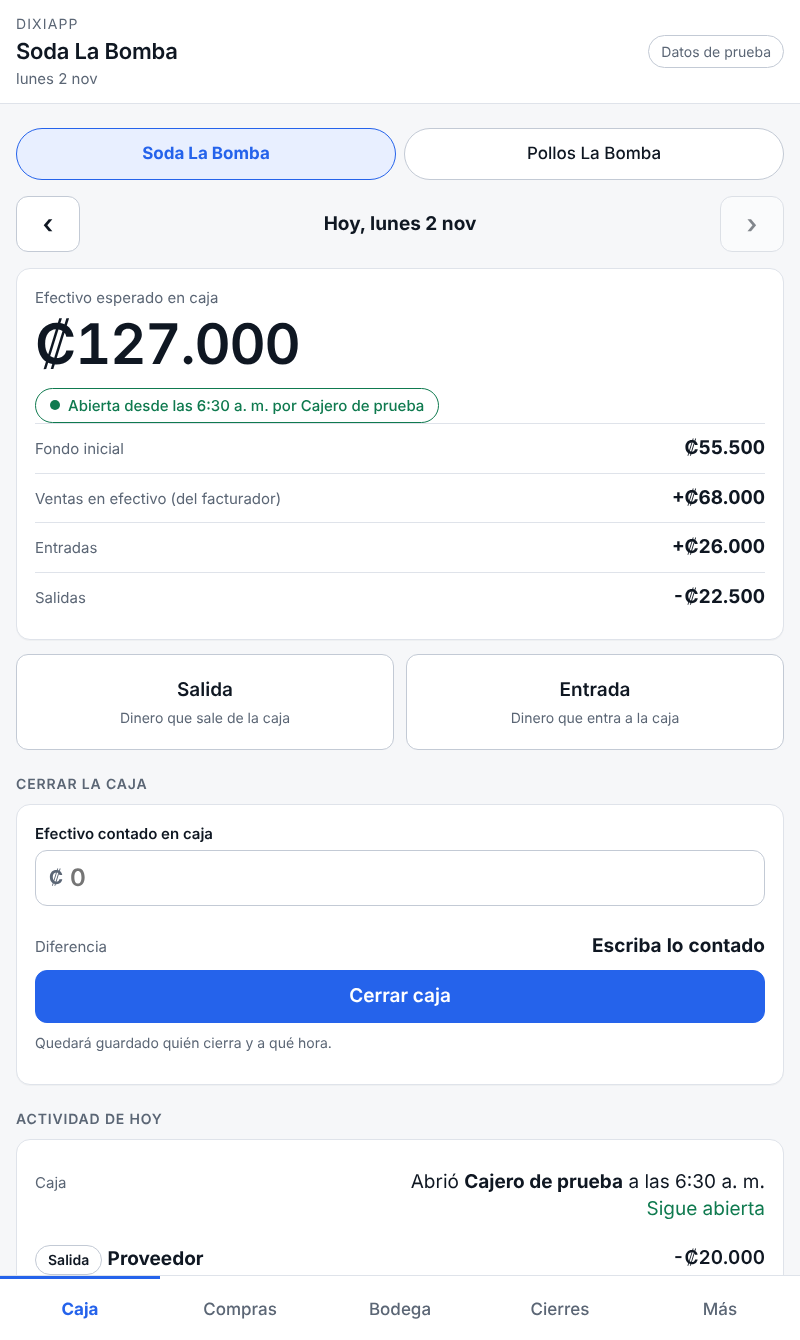 DIXIAPP
Soda La Bomba
lunes 2 nov
Datos de prueba
Soda La Bomba
Pollos La Bomba
‹
Hoy, lunes 2 nov
›
Efectivo esperado en caja
₡127.000
Abierta desde las 6:30 a. m. por Cajero de prueba
Fondo inicial ₡55.500
Ventas en efectivo (del facturador) +₡68.000
Entradas +₡26.000
Salidas -₡22.500
Salida
Dinero que sale de la caja
Entrada
Dinero que entra a la caja
CERRAR LA CAJA
Efectivo contado en caja
₡ 0
Diferencia Escriba lo contado
Cerrar caja
Quedará guardado quién cierra y a qué hora.
ACTIVIDAD DE HOY
Caja Abrió Cajero de prueba a las 6:30 a. m.
Sigue abierta
Salida Proveedor -₡20.000
Caja Compras Bodega Cierres Más